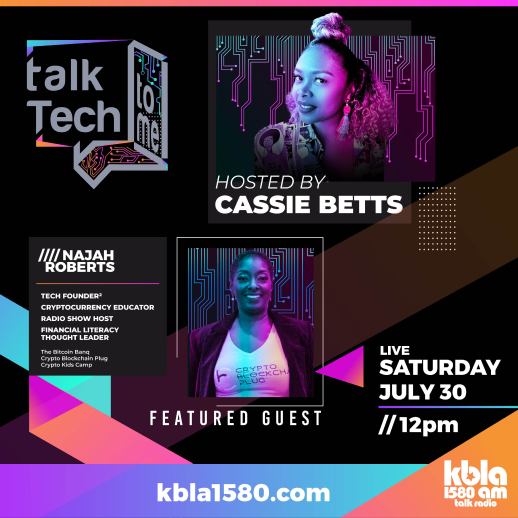 talk
Tech
to
me
HOSTED BY
CASSIE BETTS
//// NAJAH
ROBERTS
TECH FOUNDER²
CRYPTOCURRENCY EDUCATOR
RADIO SHOW HOST
FINANCIAL LITERACY
THOUGHT LEADER
The Bitcoin Banq
Crypto Blockchain Plug
Crypto Kids Camp
CRYPTO
BLOCKCHA
PLUG
FEATURED GUEST
LIVE
SATURDAY
JULY 30
// 12pm
kbla1580.com
kbla
1580 am
talk radio